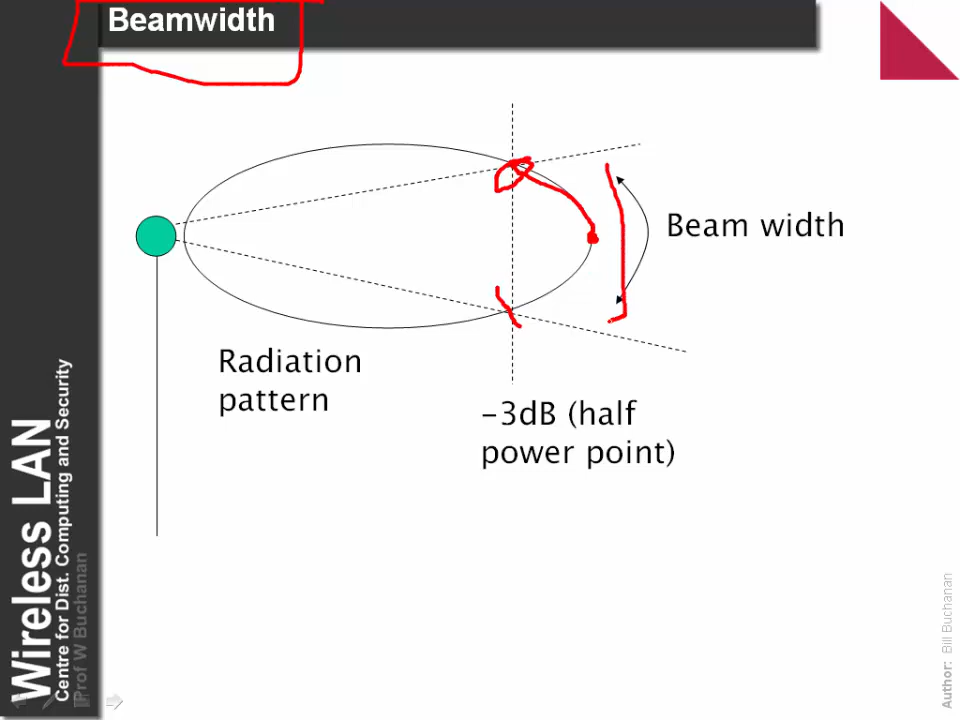 Beamwidth
Beam width
Radiation
pattern
-3dB (half
power point)
Wireless LAN
Centre for Dist. Computing and Security
Prof W Buchanan
Author: Bill Buchanan